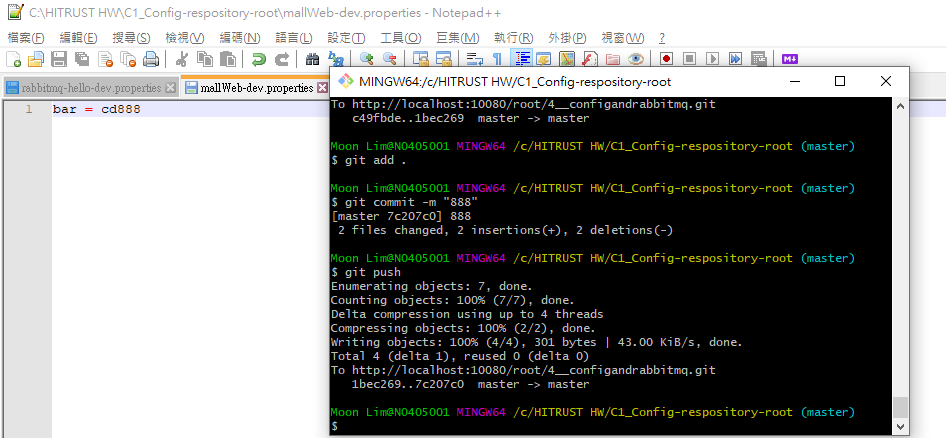 C:\HITRUST HW\C1_Config-respository-root\mallWeb-dev.properties - Notepad++
檔案(F) 編輯(E) 搜尋(S) 檢視(V) 編碼(N) 語言(L) 設定(T) 工具(O) 巨集(M) 執行(R) 外掛(P) 視窗(W) ?
rabbitmq-hello-dev.properties mallWeb-dev.properties
1 bar = cd888
MINGW64:/c/HITRUST HW/C1_Config-respository-root
To http://localhost:10080/root/4__configandrabbitmq.git
c49fbde..1bec269 master -> master
Moon Lim@N0405001 MINGW64 /c/HITRUST HW/C1_Config-respository-root (master)
$ git add .
Moon Lim@N0405001 MINGW64 /c/HITRUST HW/C1_Config-respository-root (master)
$ git commit -m "888"
[master 7c207c0] 888
2 files changed, 2 insertions(+), 2 deletions(-)
Moon Lim@N0405001 MINGW64 /c/HITRUST HW/C1_Config-respository-root (master)
$ git push
Enumerating objects: 7, done.
Counting objects: 100% (7/7), done.
Delta compression using up to 4 threads
Compressing objects: 100% (2/2), done.
Writing objects: 100% (4/4), 301 bytes | 43.00 KiB/s, done.
Total 4 (delta 1), reused 0 (delta 0)
To http://localhost:10080/root/4__configandrabbitmq.git
1bec269..7c207c0 master -> master
Moon Lim@N0405001 MINGW64 /c/HITRUST HW/C1_Config-respository-root (master)
$